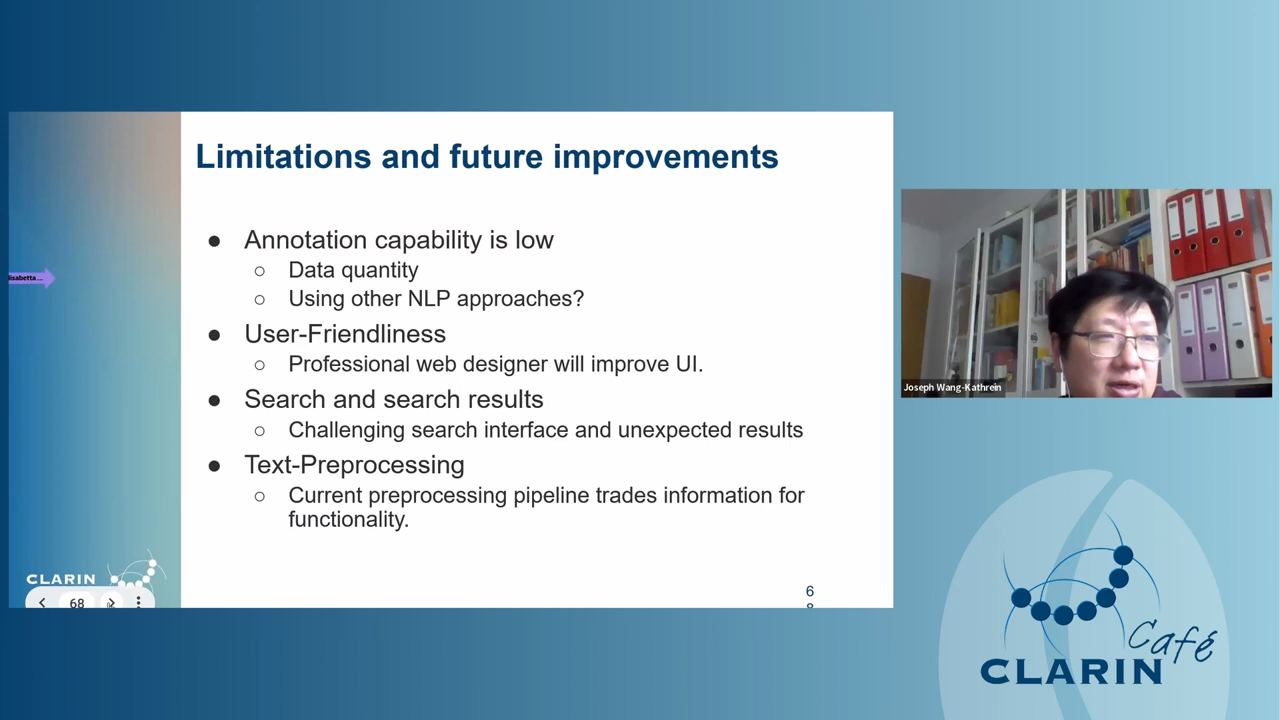 Limitations and future improvements
● Annotation capability is low
○ Data quantity
○ Using other NLP approaches?
● User-Friendliness
○ Professional web designer will improve UI.
● Search and search results
○ Challenging search interface and unexpected results
● Text-Preprocessing
○ Current preprocessing pipeline trades information for
functionality.
CLARIN
68
Joseph Wang-Kathrein
Café
CLARIN